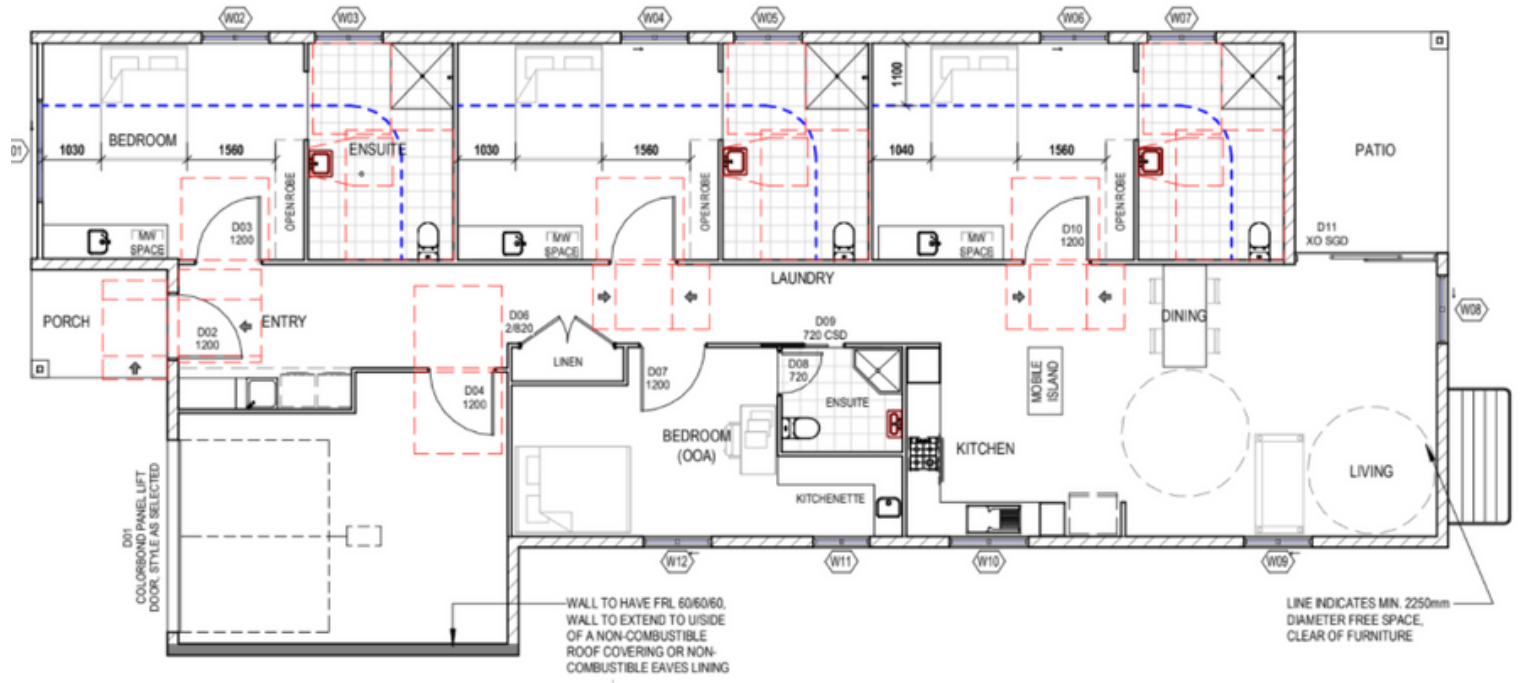 W02
W03
W04
W05
W06
W07
01
BEDROOM
1030
1560
ENSUITE
OPEN ROBE
MW
SPACE
D03
1200
1030
1560
OPEN ROBE
MW
SPACE
1100
1040
1560
OPEN ROBE
D10
1200
MW
SPACE
PATIO
D11
XO SGD
PORCH
D02
1200
ENTRY
D06
2/820
LINEN
LAUNDRY
D09
720 CSD
DINING
W08
D04
1200
D07
1200
D08
720
ENSUITE
MOBILE
ISLAND
BEDROOM
(OOA)
KITCHEN
KITCHENETTE
LIVING
D01
COLORBOND PANEL LIFT
DOOR, STYLE AS SELECTED
W12
W11
W10
W09
WALL TO HAVE FRL 60/60/60,
WALL TO EXTEND TO U/SIDE
OF A NON-COMBUSTIBLE
ROOF COVERING OR NON-
COMBUSTIBLE EAVES LINING
LINE INDICATES MIN. 2250mm
DIAMETER FREE SPACE,
CLEAR OF FURNITURE